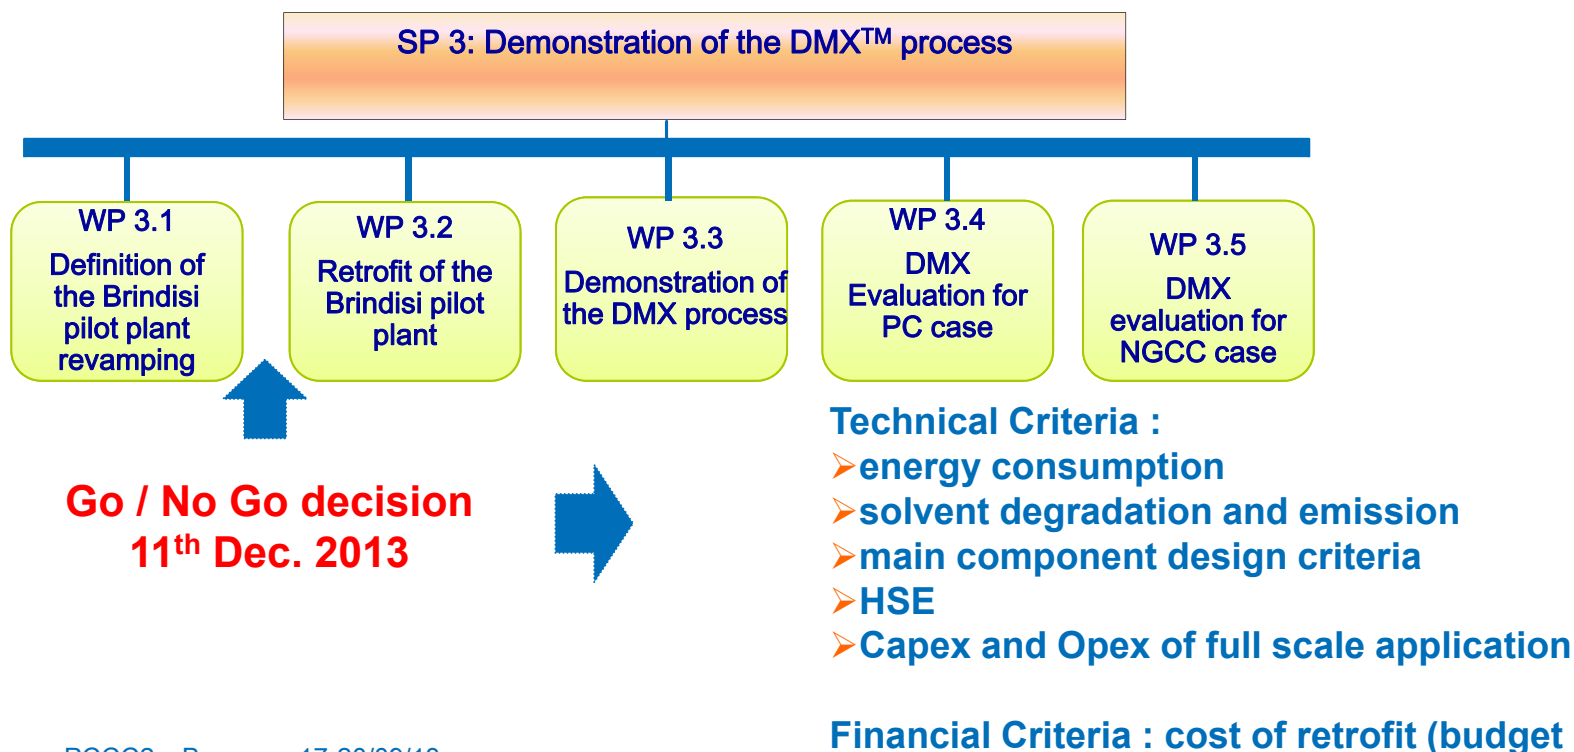 SP 3: Demonstration of the DMX™ process
WP 3.1
Definition of
the Brindisi
pilot plant
revamping
WP 3.2
Retrofit of the
Brindisi pilot
plant
WP 3.3
Demonstration of
the DMX process
WP 3.4
DMX
Evaluation for
PC case
WP 3.5
DMX
evaluation for
NGCC case
Go / No Go decision
11th Dec. 2013
Technical Criteria :
➢energy consumption
➢solvent degradation and emission
➢main component design criteria
➢HSE
➢Capex and Opex of full scale application
Financial Criteria : cost of retrofit (budget